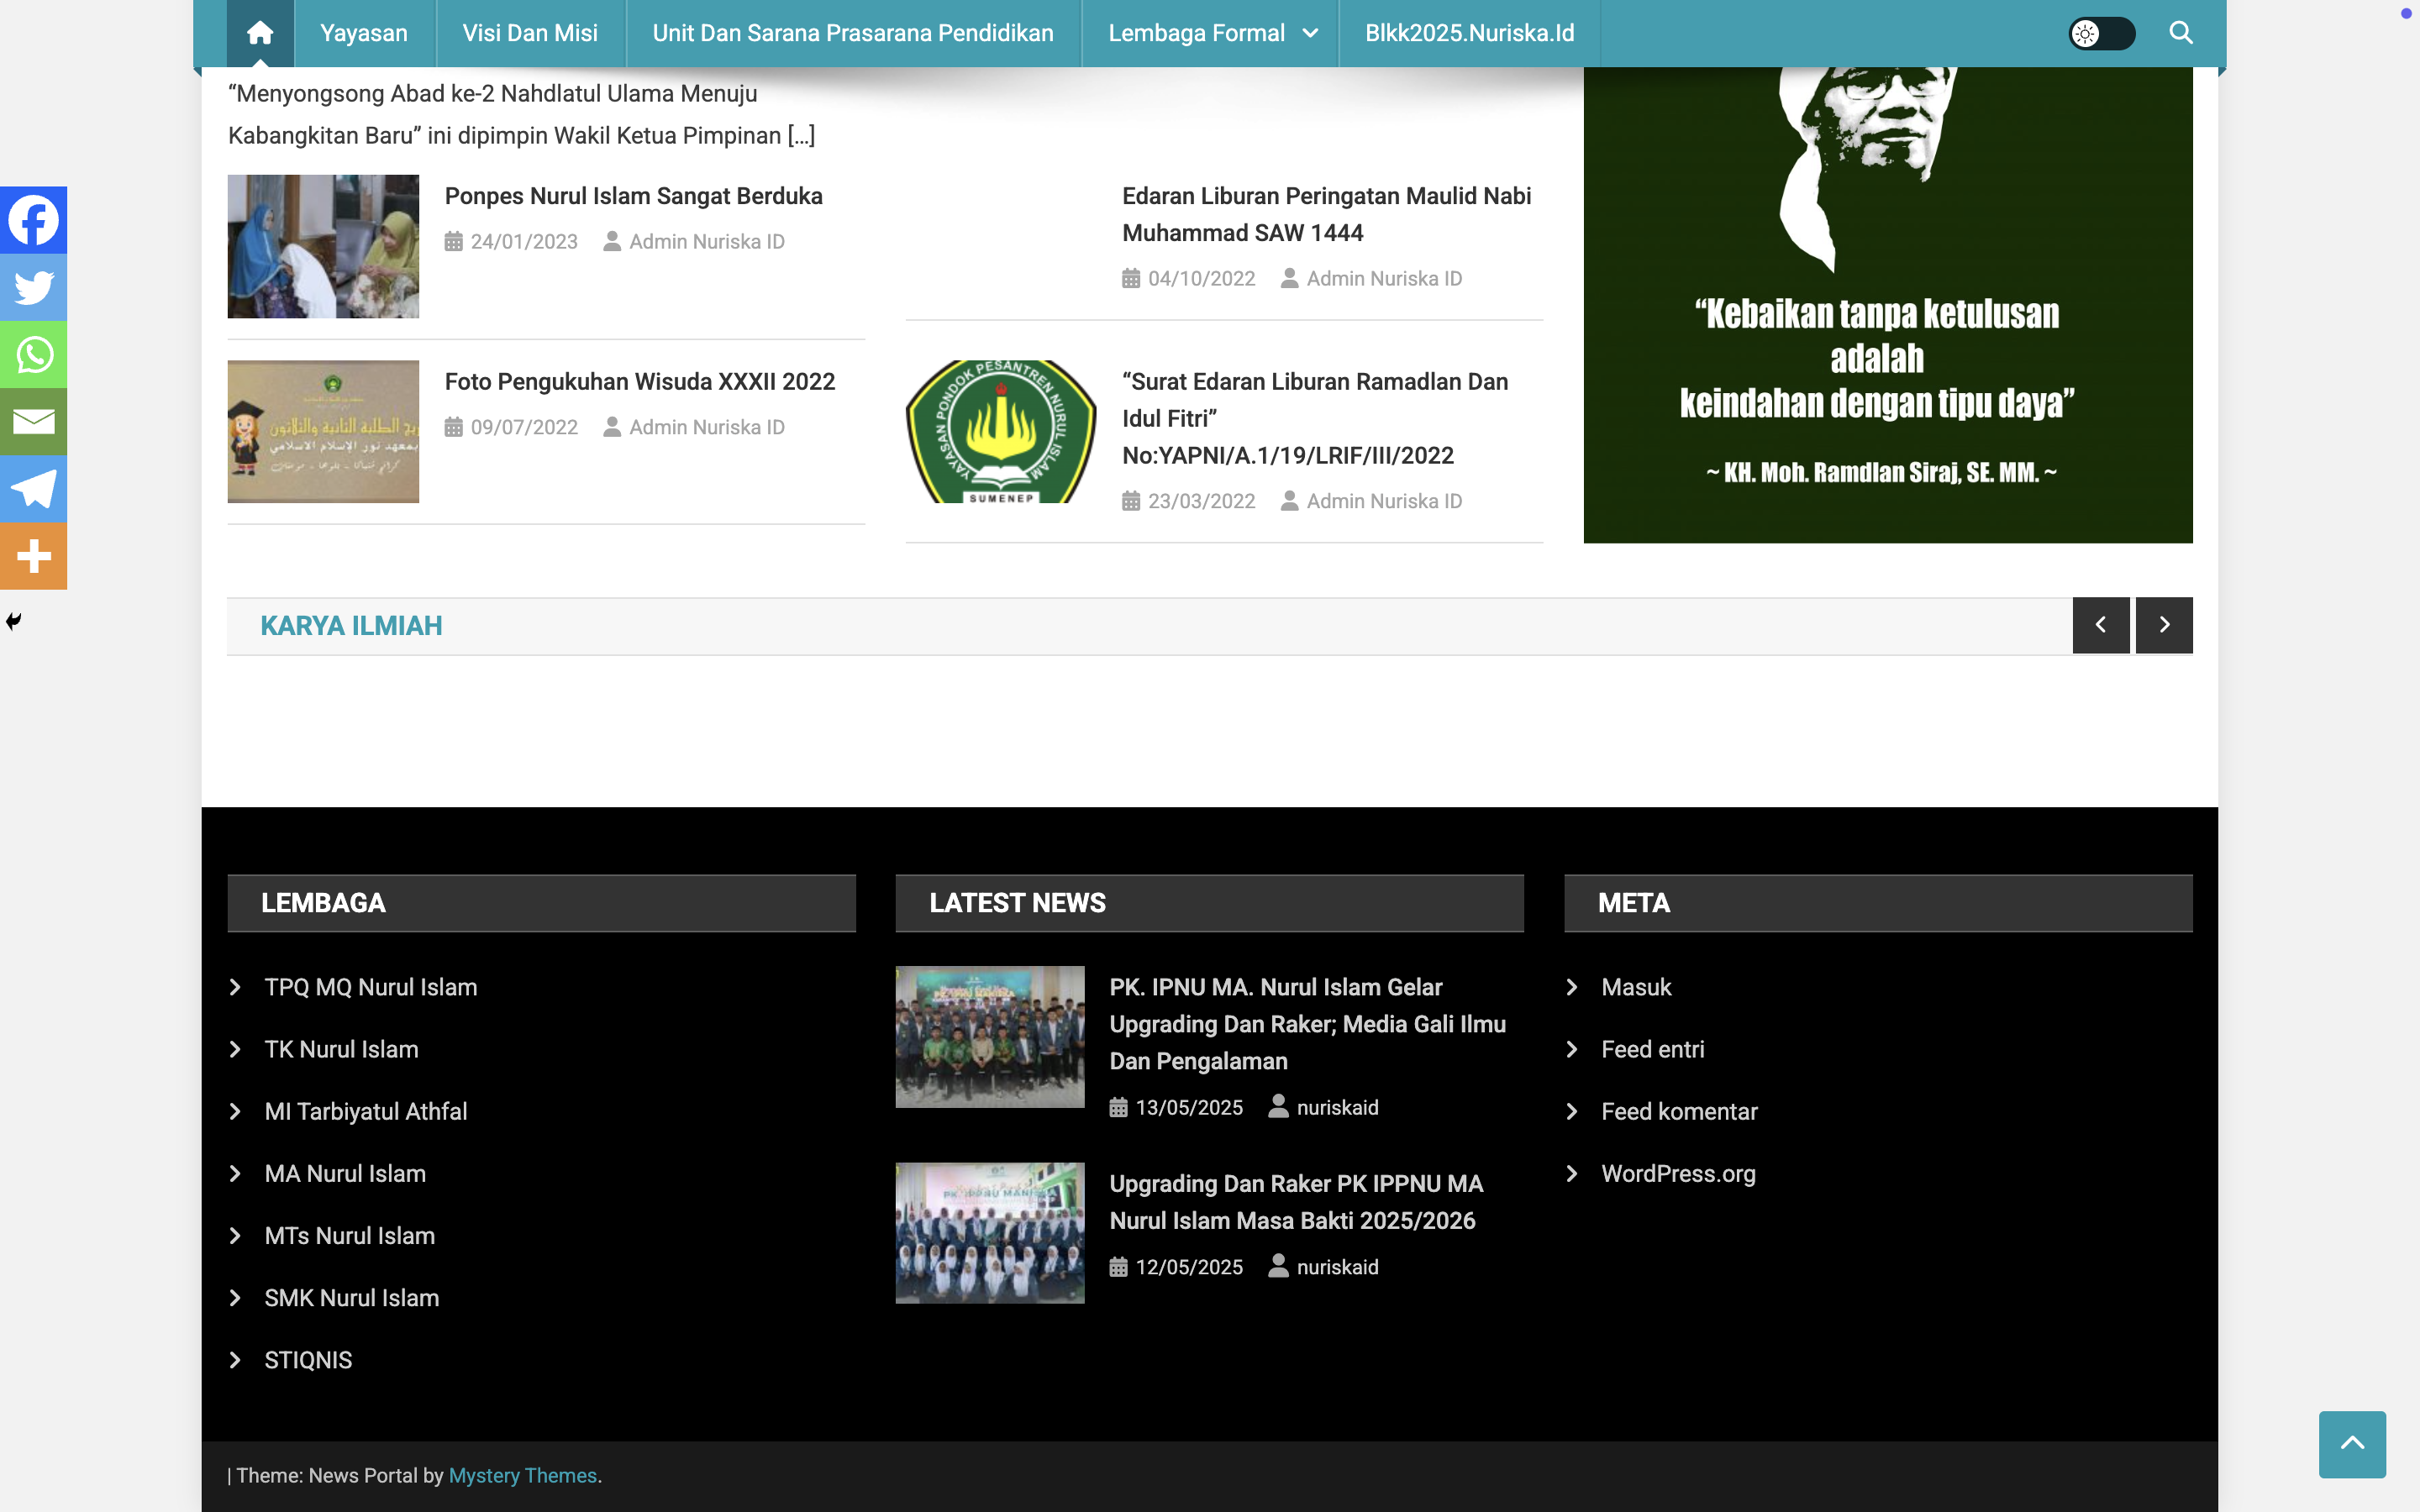 Yayasan
Visi Dan Misi
Unit Dan Sarana Prasarana Pendidikan
Lembaga Formal
Blkk2025.Nuriska.Id
“Menyongsong Abad ke-2 Nahdlatul Ulama Menuju
Kabangkitan Baru” ini dipimpin Wakil Ketua Pimpinan [...]
Ponpes Nurul Islam Sangat Berduka
24/01/2023 Admin Nuriska ID
Foto Pengukuhan Wisuda XXXII 2022
09/07/2022 Admin Nuriska ID
Edaran Liburan Peringatan Maulid Nabi
Muhammad SAW 1444
04/10/2022 Admin Nuriska ID
YAYASAN PONDOK PESANTREN NURUL ISLAM
SUMENEP
“Surat Edaran Liburan Ramadlan Dan
Idul Fitri”
No:YAPNI/A.1/19/LRIF/III/2022
23/03/2022 Admin Nuriska ID
“Kebaikan tanpa ketulusan
adalah
keindahan dengan tipu daya”
~ KH. Moh. Ramdlan Siraj, SE. MM. ~
KARYA ILMIAH
LEMBAGA
TPQ MQ Nurul Islam
TK Nurul Islam
MI Tarbiyatul Athfal
MA Nurul Islam
MTs Nurul Islam
SMK Nurul Islam
STIQNIS
LATEST NEWS
PK. IPNU MA. Nurul Islam Gelar
Upgrading Dan Raker; Media Gali Ilmu
Dan Pengalaman
13/05/2025 nuriskaid
Upgrading Dan Raker PK IPPNU MA
Nurul Islam Masa Bakti 2025/2026
12/05/2025 nuriskaid
META
Masuk
Feed entri
Feed komentar
WordPress.org
| Theme: News Portal by Mystery Themes.